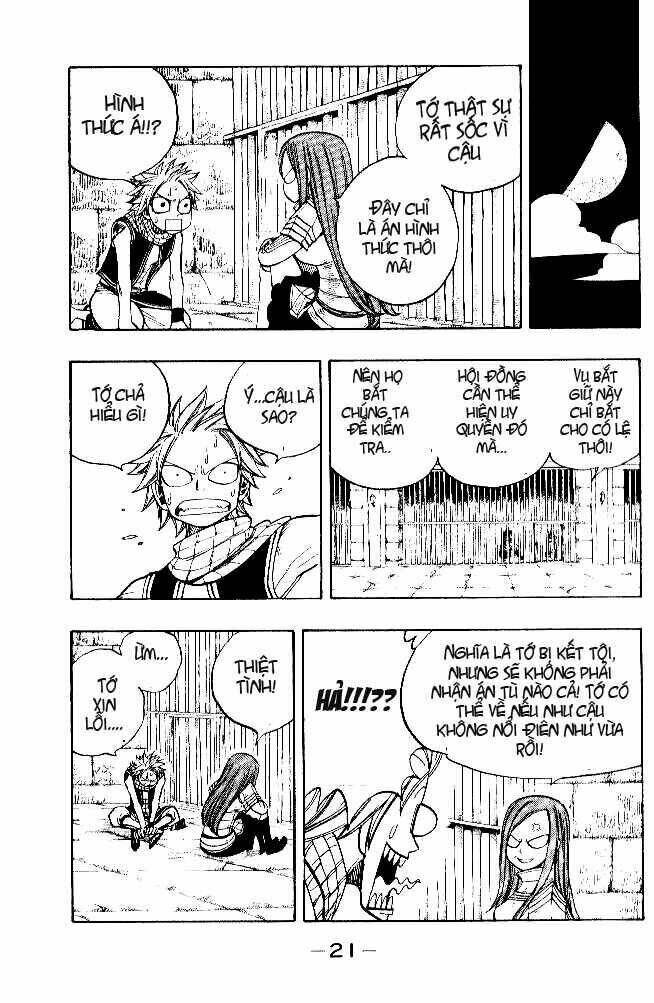 TỚ THẬT SỰ
RẤT SỐC VÌ
CẬU
ĐÂY CHỈ
LÀ ÁN HÌNH
THỨC THÔI
MÀ!
HÌNH
THỨC Á!!?
VỤ BẮT
GIỮ NÀY
CHỈ BẮT
CHO CÓ LỆ
THÔI!
HỘI ĐỒNG
CẦN THỂ
HIỆN UY
QUYỀN ĐÓ
MÀ...
NÊN HỌ
BẮT
CHÚNG TA
ĐỂ KIỂM
TRA..
Ý...CẬU LÀ
SAO?
TỚ CHẢ
HIỂU GÌ!
NGHĨA LÀ TỚ BỊ KẾT TỘI,
NHƯNG SẼ KHÔNG PHẢI
NHẬN ÁN TÙ NÀO CẢ! TỚ CÓ
THỂ VỀ NẾU NHƯ CẬU
KHÔNG NỔI ĐIÊN NHƯ VỪA
RỒI!
HẢ!!!??
THIỆT
TÌNH!
ỪM...
TỚ
XIN
LỖI....
-21-